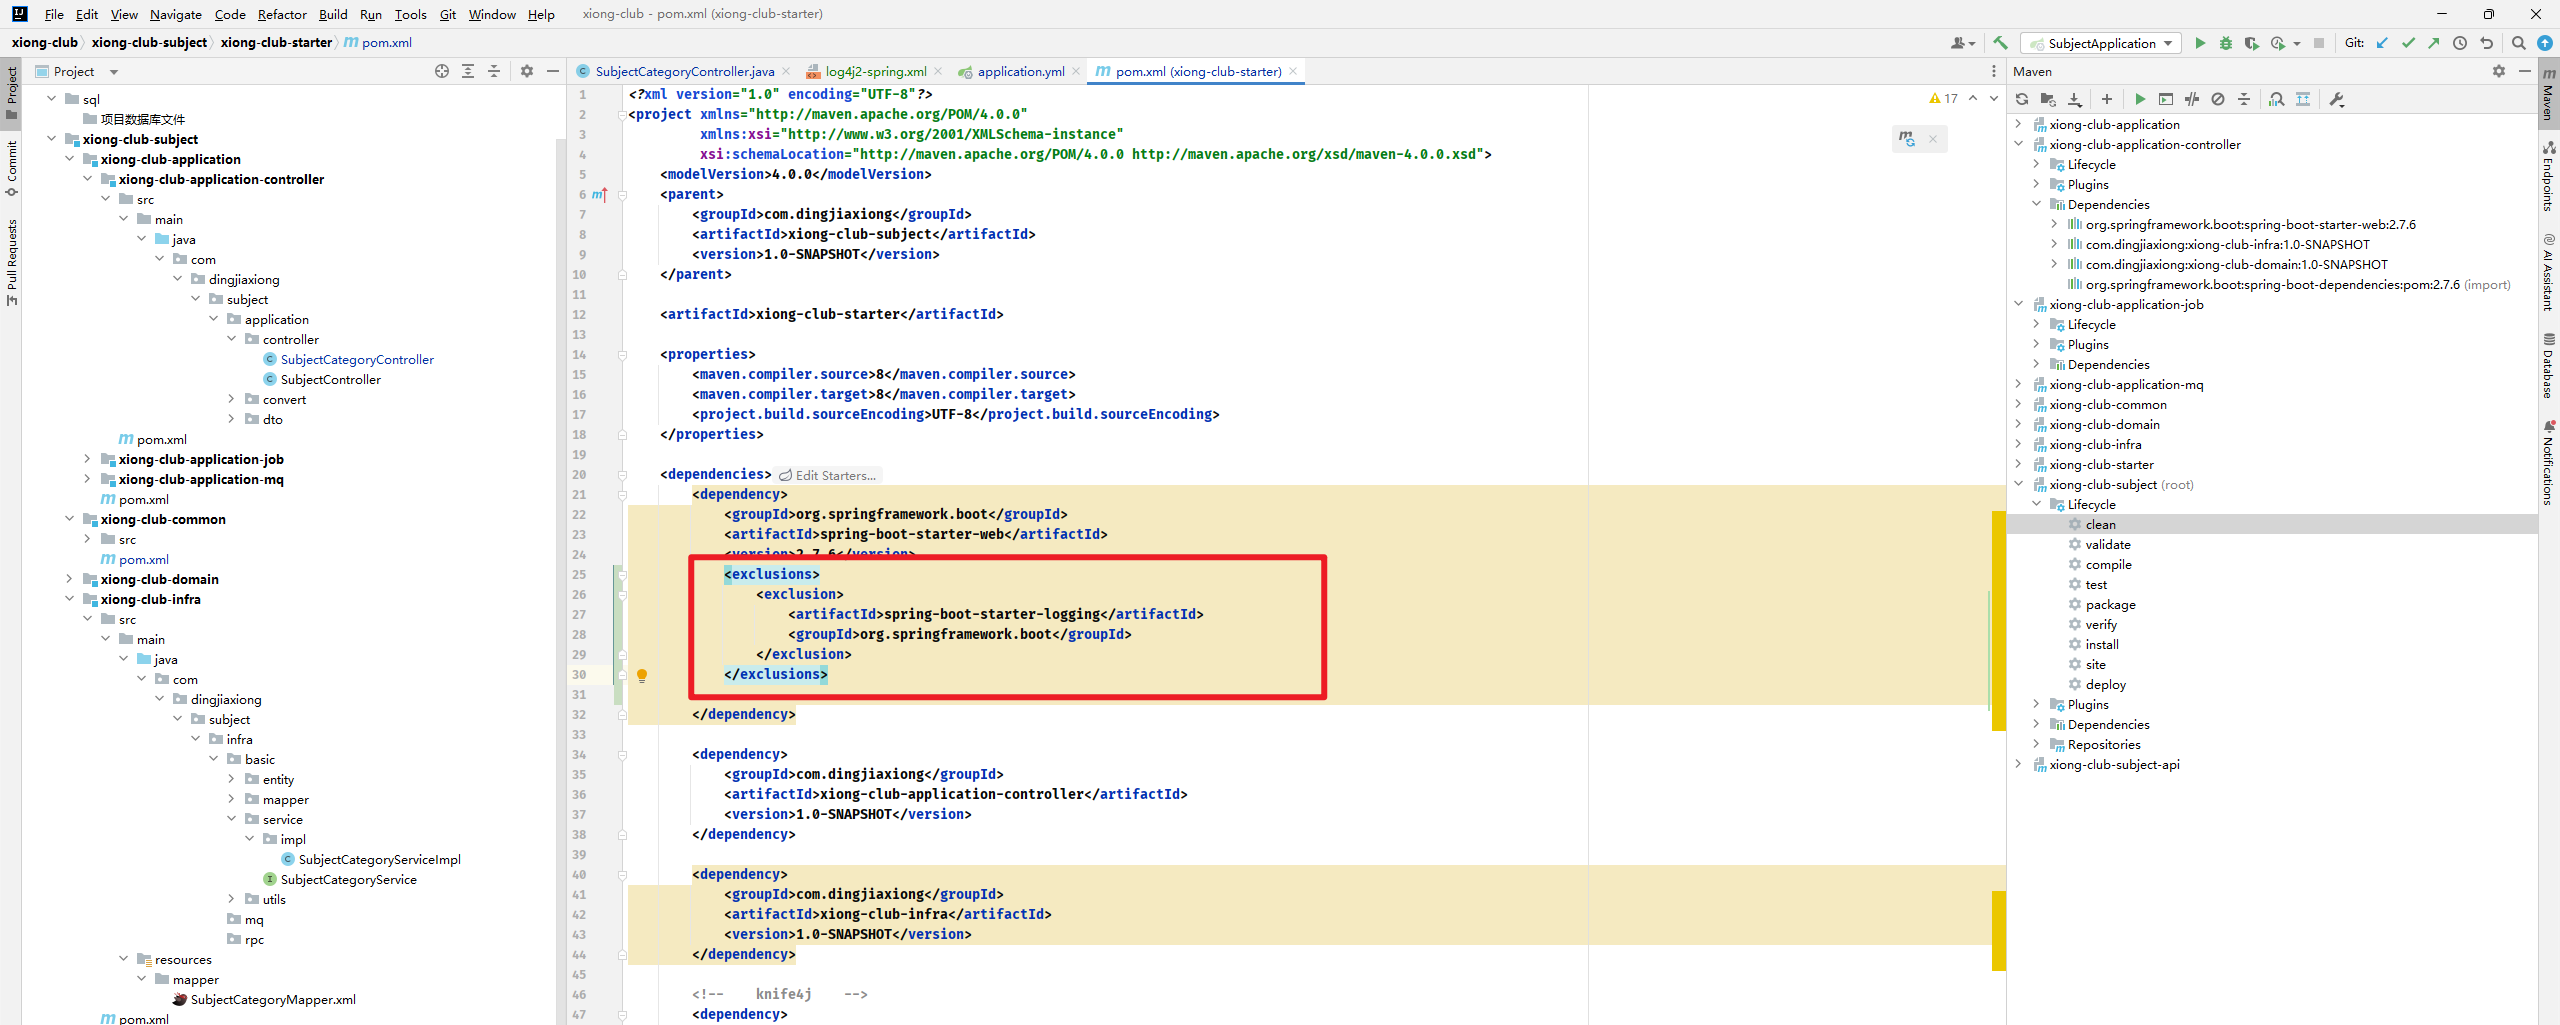 File Edit View Navigate Code Refactor Build Run Tools Git Window Help xiong-club - pom.xml (xiong-club-starter)
xiong-club xiong-club-subject xiong-club-starter pom.xml SubjectApplication Git:
Project
Project
Commit
Pull Requests
sql
项目数据库文件
xiong-club-subject
xiong-club-application
xiong-club-application-controller
src
main
java
com
dingjiaxiong
subject
application
controller
SubjectCategoryController
SubjectController
convert
dto
pom.xml
xiong-club-application-job
xiong-club-application-mq
pom.xml
xiong-club-common
src
pom.xml
xiong-club-domain
xiong-club-infra
src
main
java
com
dingjiaxiong
subject
infra
basic
entity
mapper
service
impl
SubjectCategoryServiceImpl
SubjectCategoryService
utils
mq
rpc
resources
mapper
SubjectCategoryMapper.xml
pom.xml
SubjectCategoryController.java log4j2-spring.xml application.yml pom.xml (xiong-club-starter)
17
1 <?xml version="1.0" encoding="UTF-8"?>
2 <project xmlns="http://maven.apache.org/POM/4.0.0"
3 xmlns:xsi="http://www.w3.org/2001/XMLSchema-instance"
4 xsi:schemaLocation="http://maven.apache.org/POM/4.0.0 http://maven.apache.org/xsd/maven-4.0.0.xsd">
5 <modelVersion>4.0.0</modelVersion>
6 <parent>
7 <groupId>com.dingjiaxiong</groupId>
8 <artifactId>xiong-club-subject</artifactId>
9 <version>1.0-SNAPSHOT</version>
10 </parent>
11
12 <artifactId>xiong-club-starter</artifactId>
13
14 <properties>
15 <maven.compiler.source>8</maven.compiler.source>
16 <maven.compiler.target>8</maven.compiler.target>
17 <project.build.sourceEncoding>UTF-8</project.build.sourceEncoding>
18 </properties>
19
20 <dependencies> Edit Starters...
21 <dependency>
22 <groupId>org.springframework.boot</groupId>
23 <artifactId>spring-boot-starter-web</artifactId>
24 <version>2.7.6</version>
25 <exclusions>
26 <exclusion>
27 <artifactId>spring-boot-starter-logging</artifactId>
28 <groupId>org.springframework.boot</groupId>
29 </exclusion>
30 </exclusions>
31
32 </dependency>
33
34 <dependency>
35 <groupId>com.dingjiaxiong</groupId>
36 <artifactId>xiong-club-application-controller</artifactId>
37 <version>1.0-SNAPSHOT</version>
38 </dependency>
39
40 <dependency>
41 <groupId>com.dingjiaxiong</groupId>
42 <artifactId>xiong-club-infra</artifactId>
43 <version>1.0-SNAPSHOT</version>
44 </dependency>
45
46 <!-- knife4j -->
47 <dependency>
Maven
xiong-club-application
xiong-club-application-controller
Lifecycle
Plugins
Dependencies
org.springframework.boot:spring-boot-starter-web:2.7.6
com.dingjiaxiong:xiong-club-infra:1.0-SNAPSHOT
com.dingjiaxiong:xiong-club-domain:1.0-SNAPSHOT
org.springframework.boot:spring-boot-dependencies:pom:2.7.6 (import)
xiong-club-application-job
Lifecycle
Plugins
Dependencies
xiong-club-application-mq
xiong-club-common
xiong-club-domain
xiong-club-infra
xiong-club-starter
xiong-club-subject (root)
Lifecycle
clean
validate
compile
test
package
verify
install
site
deploy
Plugins
Dependencies
Repositories
xiong-club-subject-api
Maven
Endpoints
AI Assistant
Database
Notifications